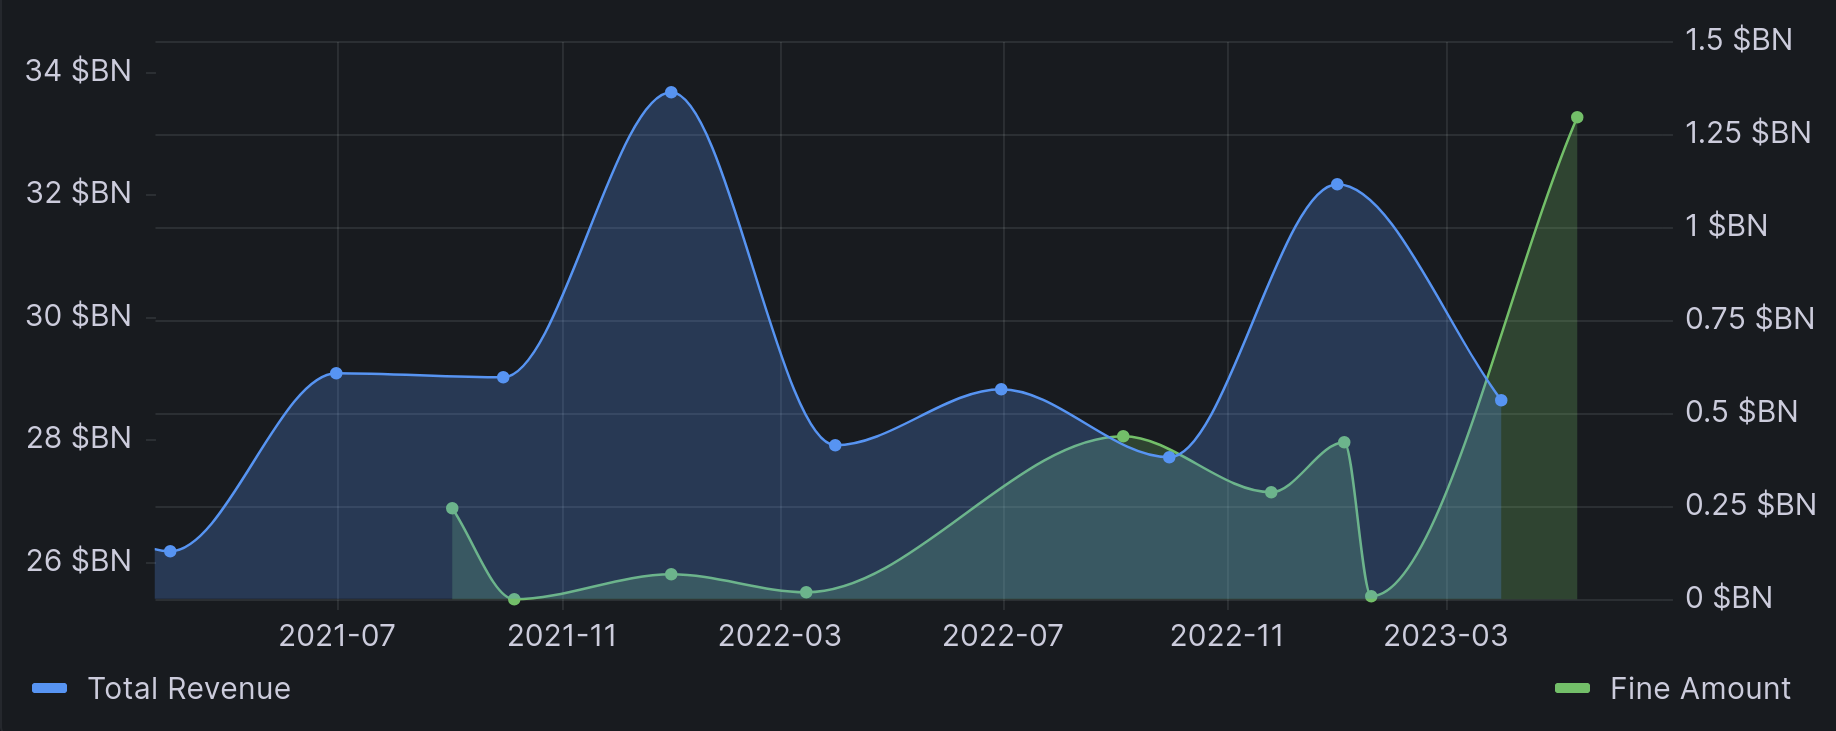 34 $BN
32 $BN
30 $BN
28 $BN
26 $BN
1.5 $BN
1.25 $BN
1 $BN
0.75 $BN
0.5 $BN
0.25 $BN
0 $BN
2021-07 2021-11 2022-03 2022-07 2022-11 2023-03
Total Revenue Fine Amount